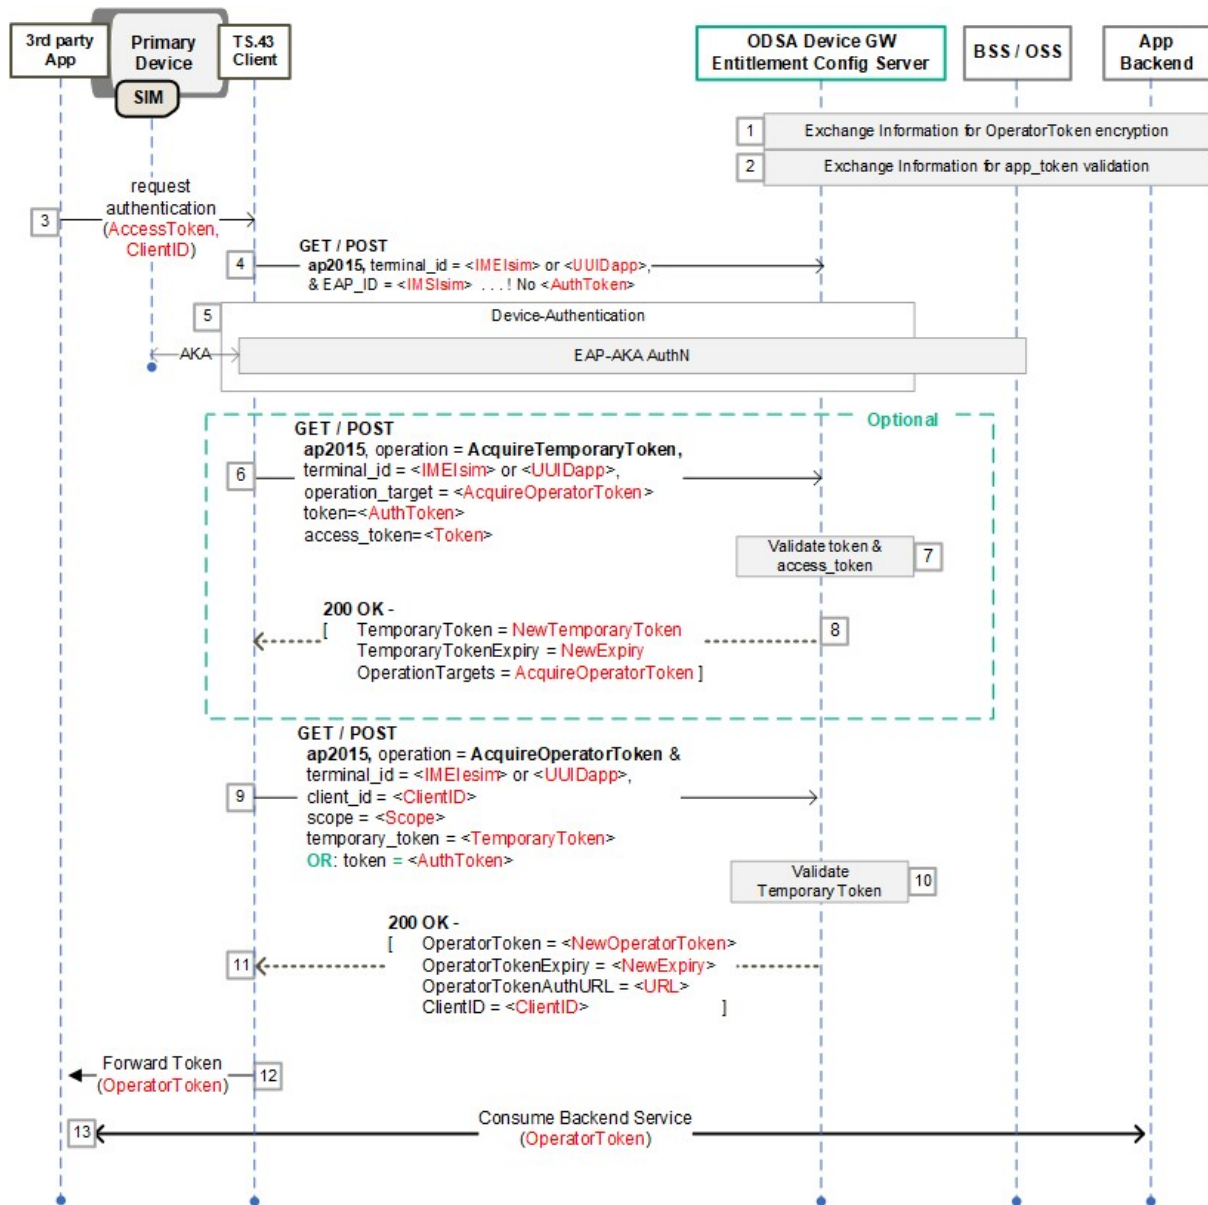 3rd party
App
Primary
Device
SIM
TS.43
Client
ODSA Device GW
Entitlement Config Server
BSS / OSS
App
Backend
1
Exchange Information for OperatorToken encryption
2
Exchange Information for app_token validation
3
request
authentication
(AccessToken,
ClientID)
4
GET / POST
ap2015, terminal_id = <IMEIsim> or <UUIDapp>,
& EAP_ID = <IMSIsim> ...! No <AuthToken>
5
Device-Authentication
AKA
EAP-AKA AuthN
Optional
6
GET / POST
ap2015, operation = AcquireTemporaryToken,
terminal_id = <IMEIsim> or <UUIDapp>,
operation_target = <AcquireOperatorToken>
token=<AuthToken>
access_token=<Token>
Validate token &
access_token
7
200 OK -
[ TemporaryToken = NewTemporaryToken
TemporaryTokenExpiry = NewExpiry
OperationTargets = AcquireOperatorToken ]
8
9
GET / POST
ap2015, operation = AcquireOperatorToken &
terminal_id = <IMEIesim> or <UUIDapp>,
client_id = <ClientID>
scope = <Scope>
temporary_token = <TemporaryToken>
OR: token = <AuthToken>
Validate
Temporary Token
10
11
200 OK -
[ OperatorToken = <NewOperatorToken>
OperatorTokenExpiry = <NewExpiry>
OperatorTokenAuthURL = <URL>
ClientID = <ClientID> ]
Forward Token
(OperatorToken)
12
13
Consume Backend Service
(OperatorToken)